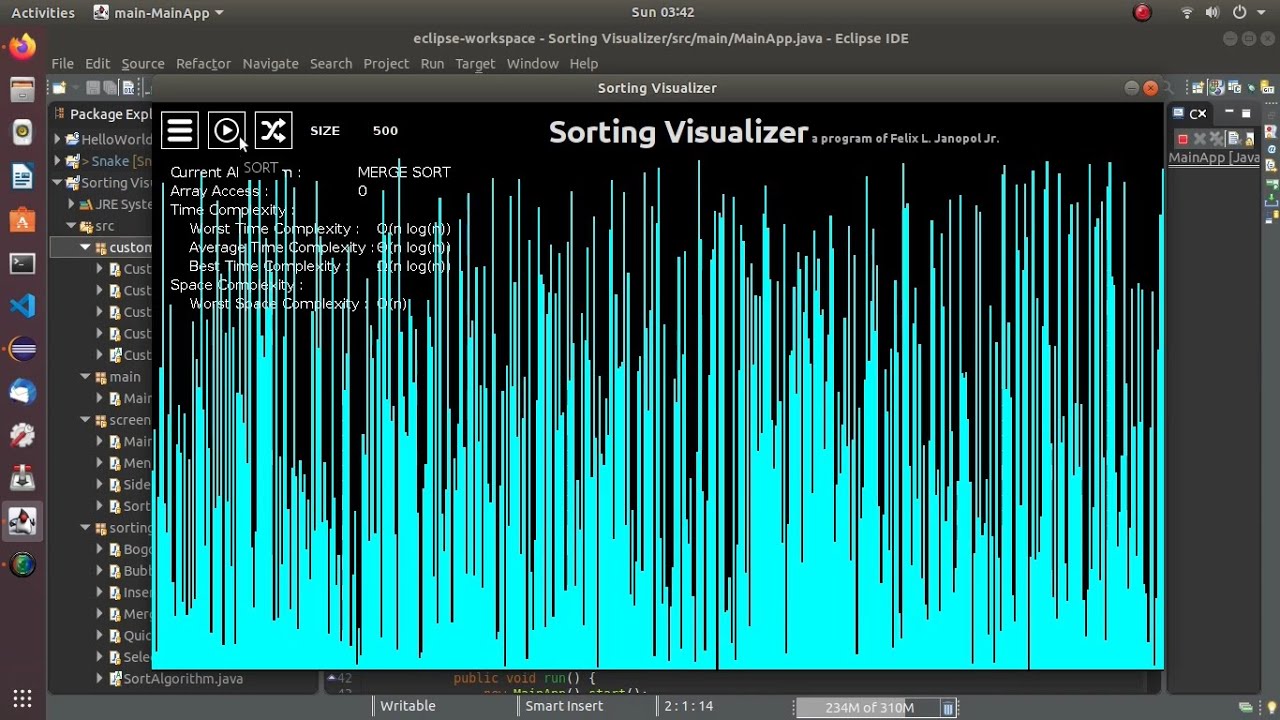 Activities
main-MainApp
Sun 03:42
eclipse-workspace - Sorting Visualizer/src/main/MainApp.java - Eclipse IDE
File Edit Source Refactor Navigate Search Project Run Target Window Help
Sorting Visualizer
Package Expl
HelloWorld
> Snake [Sn
Sorting Visu
JRE Syste
src
custom
Cust
Cust
Cust
Cust
Cust
main
Main
screen
Main
Men
Side
Sort
sorting
Bogo
Bubb
Inser
Merg
Quic
Selec
SortAlgorithm.java
SIZE 500
Sorting Visualizer a program of Felix L. Janopol Jr.
SORT
Current Al m : MERGE SORT
Array Access : 0
Time Complexity :
Worst Time Complexity : O(n log(n))
Average Time Complexity : Θ(n log(n))
Best Time Complexity : Ω(n log(n))
Space Complexity :
Worst Space Complexity : O(n)
MainApp [Java
42 public void run() {
43 new MainApp().start();
Writable
Smart Insert
2 : 1 : 14
234M of 310M